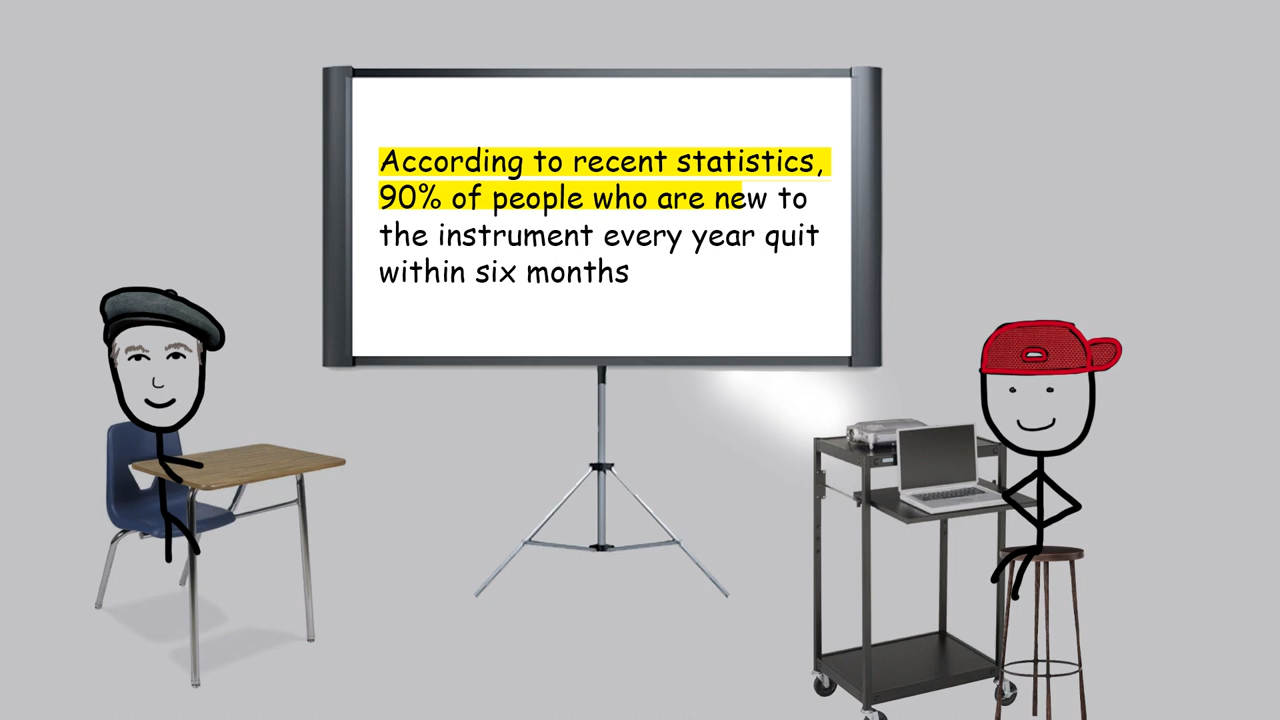 According to recent statistics,
90% of people who are new to
the instrument every year quit
within six months